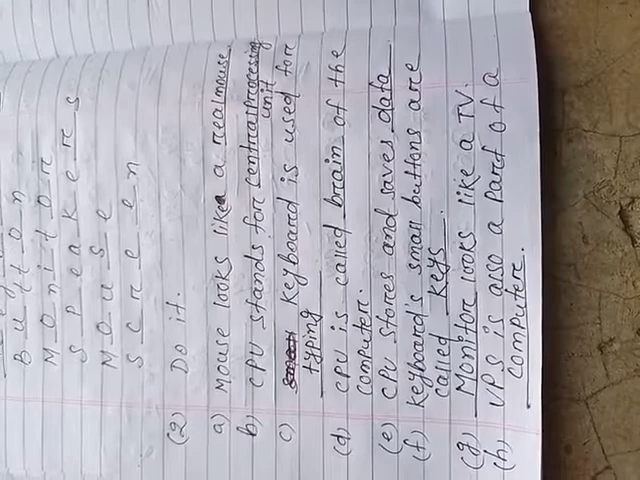 B u t t o n
M o n i t o r
S p e a k e r s
M o u s e
S c r e e n
(2) Do it.
a) Mouse looks like a real mouse.
b) CPU stands for central processing
unit
c) keyboard is used for
typing
(d) CPU is called brain of the
computer.
(e) CPU stores and saves data.
(f) keyboard's small buttons are
called keys.
(g) Monitor looks like a TV.
(h) UPS is also a part of a
computer.